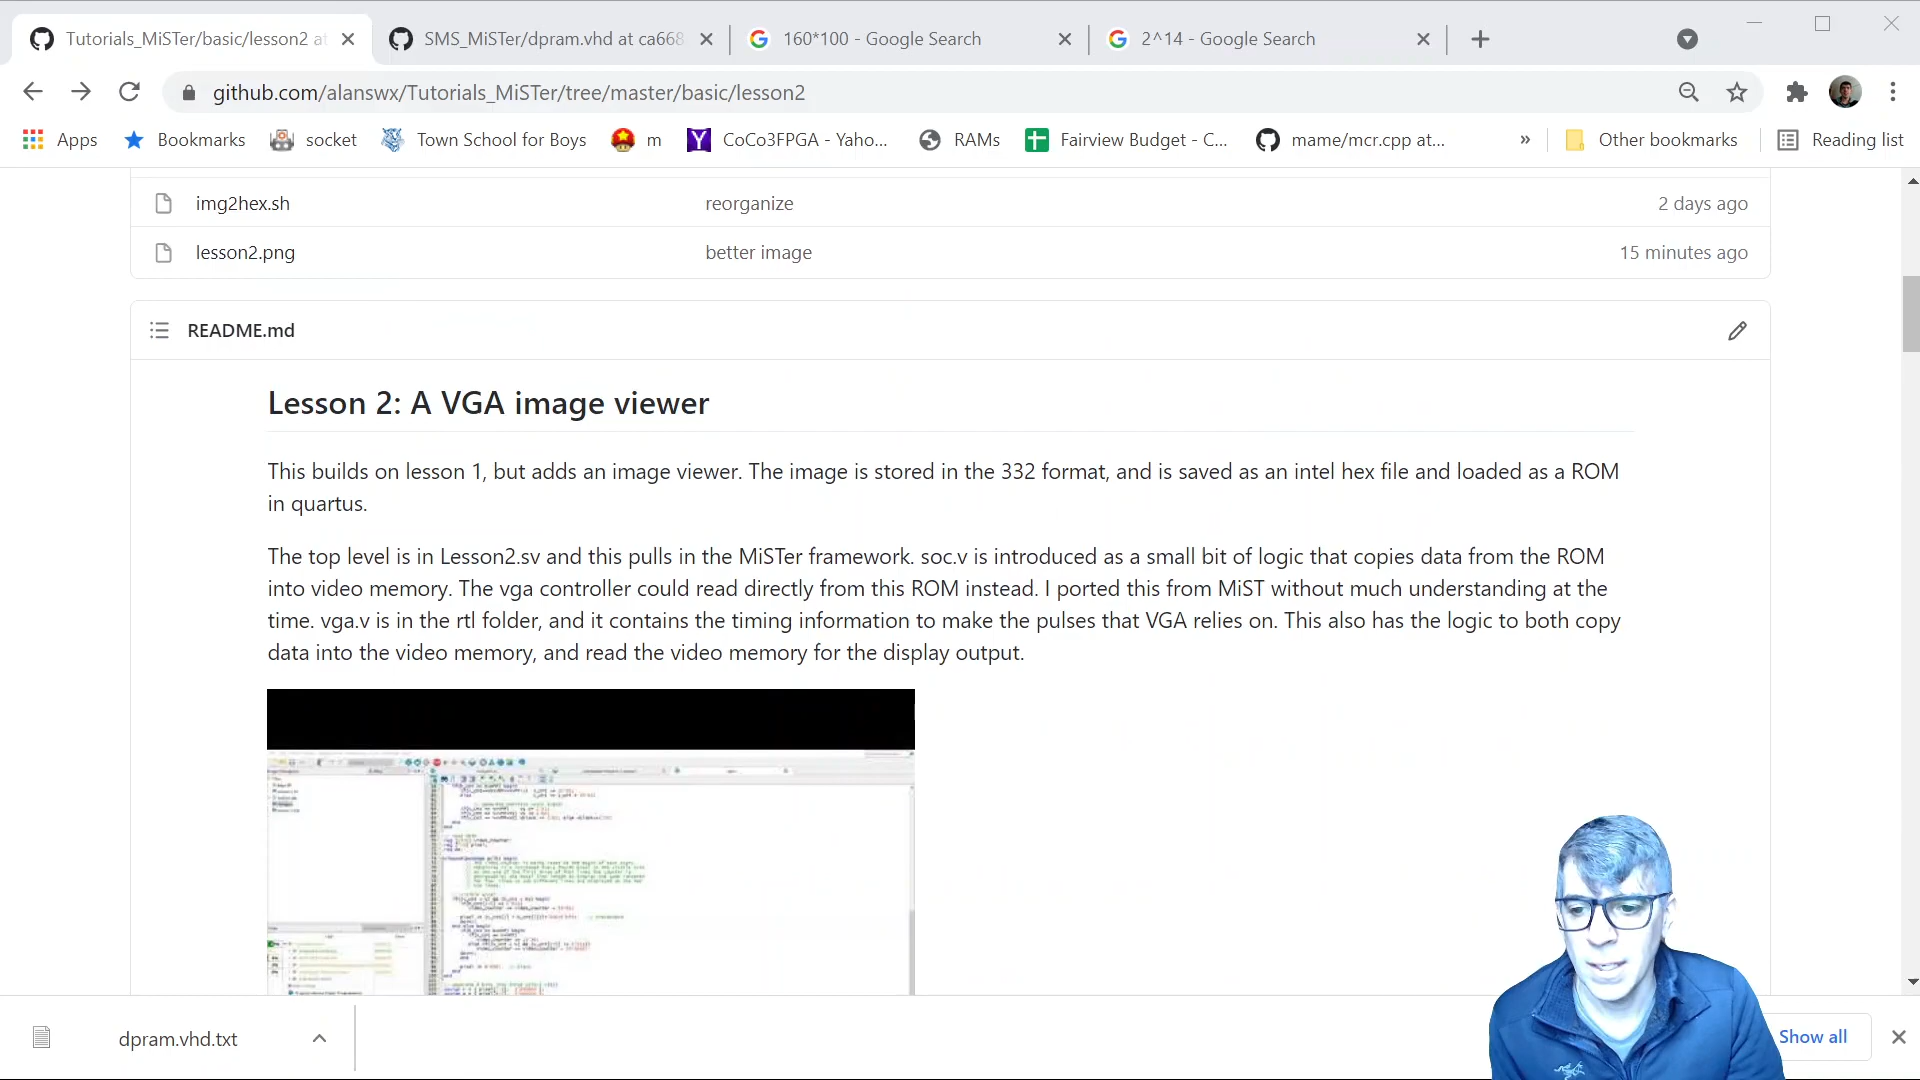 Tutorials_MiSTer/basic/lesson2 at
SMS_MiSTer/dpram.vhd at ca668
160*100 - Google Search
2^14 - Google Search
github.com/alanswx/Tutorials_MiSTer/tree/master/basic/lesson2
Apps
Bookmarks
socket
Town School for Boys
m
CoCo3FPGA - Yaho...
RAMs
Fairview Budget - C...
mame/mcr.cpp at...
»
Other bookmarks
Reading list
img2hex.sh reorganize 2 days ago
lesson2.png better image 15 minutes ago
README.md
Lesson 2: A VGA image viewer
This builds on lesson 1, but adds an image viewer. The image is stored in the 332 format, and is saved as an intel hex file and loaded as a ROM
in quartus.
The top level is in Lesson2.sv and this pulls in the MiSTer framework. soc.v is introduced as a small bit of logic that copies data from the ROM
into video memory. The vga controller could read directly from this ROM instead. I ported this from MiST without much understanding at the
time. vga.v is in the rtl folder, and it contains the timing information to make the pulses that VGA relies on. This also has the logic to both copy
data into the video memory, and read the video memory for the display output.
dpram.vhd.txt
Show all